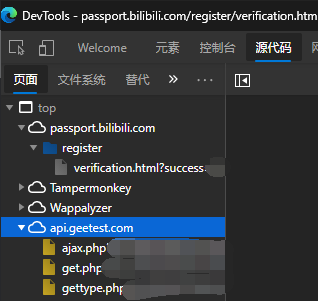 DevTools - passport.bilibili.com/register/verification.htm
Welcome 元素 控制台 源代码
页面 文件系统 替代 »
top
passport.bilibili.com
register
verification.html?success
Tampermonkey
Wappalyzer
api.geetest.com
ajax.php
get.php
gettype.php